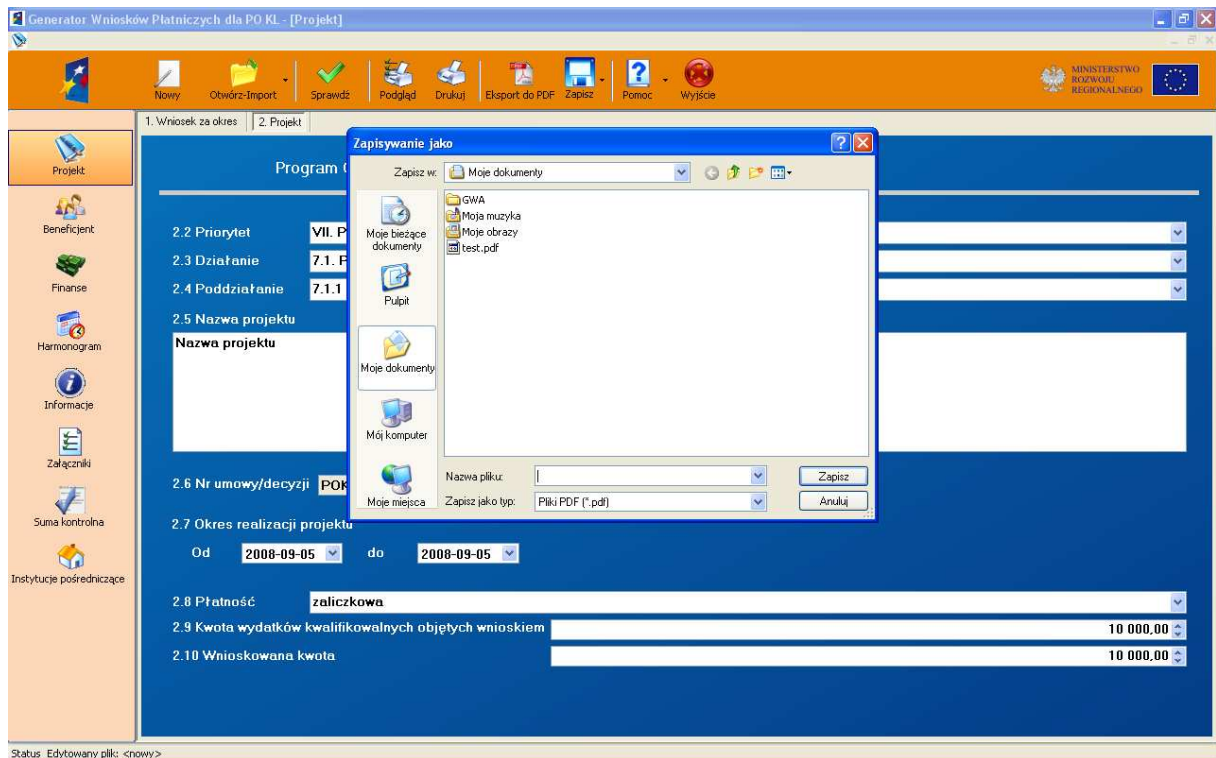 Generator Wniosków Płatniczych dla PO KL - [Projekt]
Nowy
Otwórz-Import
Sprawdź
Podgląd
Drukuj
Eksport do PDF
Zapisz
Pomoc
Wyjście
MINISTERSTWO
ROZWOJU
REGIONALNEGO
1. Wniosek za okres
2. Projekt
Projekt
Beneficjent
Finanse
Harmonogram
Informacje
Załączniki
Suma kontrolna
Instytucje pośredniczące
Program
2.2 Priorytet
VII. P
2.3 Działanie
7.1. P
2.4 Poddziałanie
7.1.1
2.5 Nazwa projektu
Nazwa projektu
2.6 Nr umowy/decyzji
POK
2.7 Okres realizacji projektu
Od 2008-09-05 do 2008-09-05
2.8 Płatność zaliczkowa
2.9 Kwota wydatków kwalifikowalnych objętych wnioskiem 10 000,00
2.10 Wnioskowana kwota 10 000,00
Zapisywanie jako
Zapisz w: Moje dokumenty
Moje bieżące
dokumenty
Pulpit
Moje dokumenty
Mój komputer
Moje miejsca
GWA
Moja muzyka
Moje obrazy
test.pdf
Nazwa pliku:
Zapisz
Zapisz jako typ: Pliki PDF (*.pdf)
Anuluj
Status Edytowany plik: <nowy>